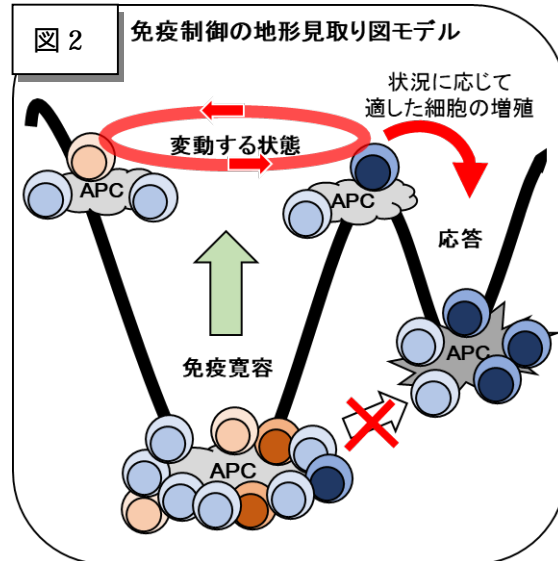 図2
免疫制御の地形見取り図モデル
状況に応じて
適した細胞の増殖
変動する状態
APC
APC
応答
免疫寛容
APC
APC